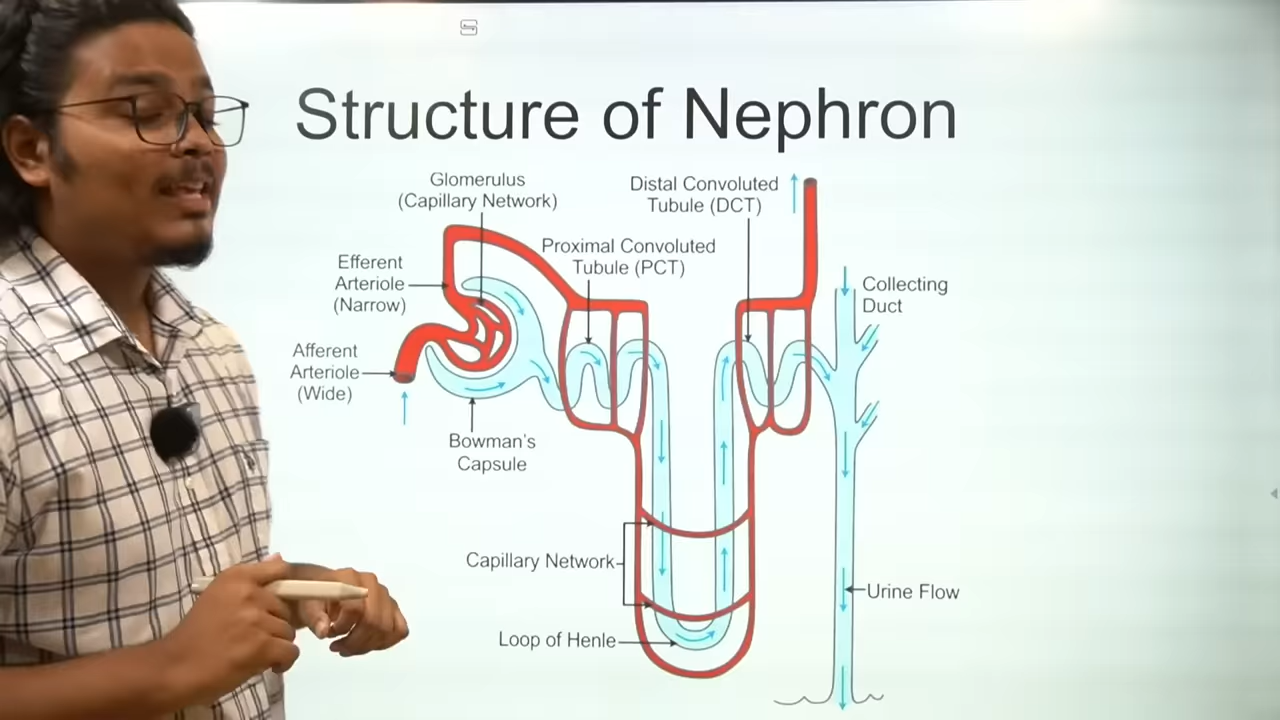 Structure of Nephron
Glomerulus
(Capillary Network)
Distal Convoluted
Tubule (DCT)
Proximal Convoluted
Tubule (PCT)
Efferent
Arteriole
(Narrow)
Collecting
Duct
Afferent
Arteriole
(Wide)
Bowman's
Capsule
Capillary Network
Urine Flow
Loop of Henle